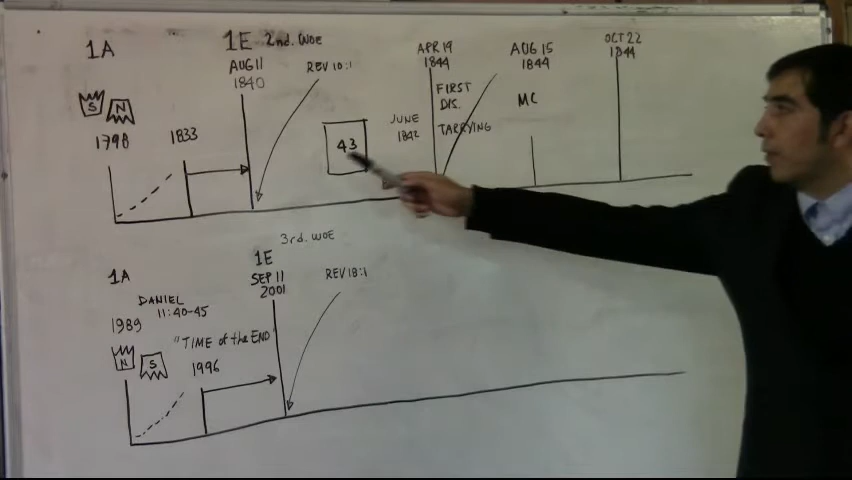 1A
1E 2nd. WOE
AUG 11
1840
REV 10:1
S
N
1798
1833
43
JUNE
1842
APR 19
1844
FIRST
DIS.
TARRYING
AUG 15
1844
MC
OCT 22
1844
3rd. WOE
1A
1E
SEP 11
2001
REV 18:1
DANIEL
11:40-45
1989
N
S
"TIME of the END"
1996